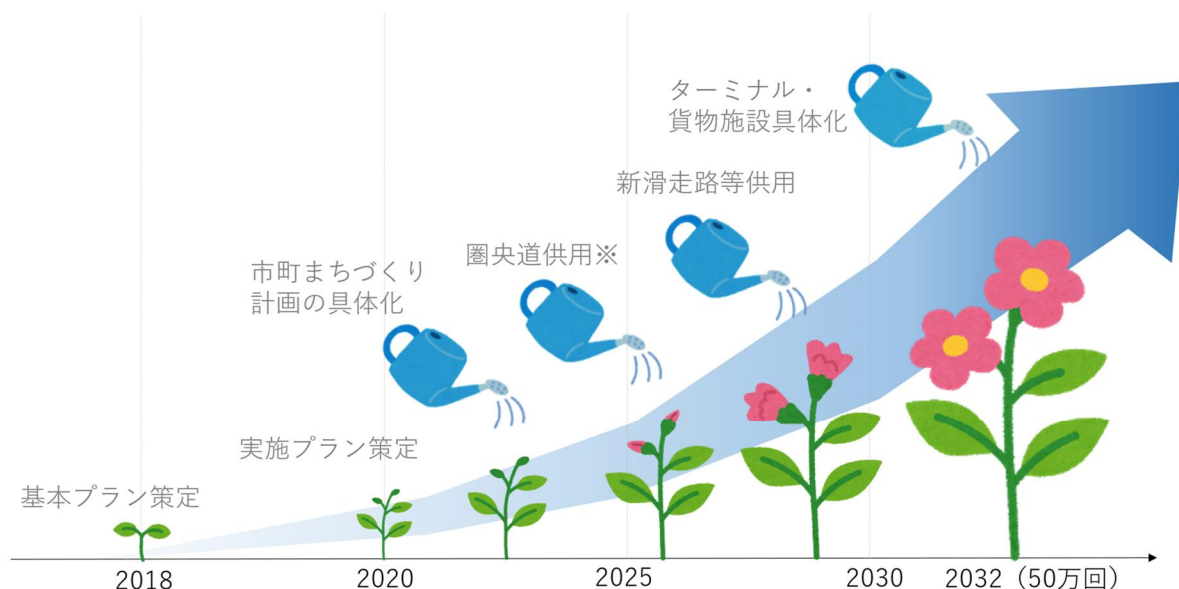 ターミナル・
貨物施設具体化
新滑走路等供用
圏央道供用※
市町まちづくり
計画の具体化
実施プラン策定
基本プラン策定
2018
2020
2025
2030
2032（50万回）